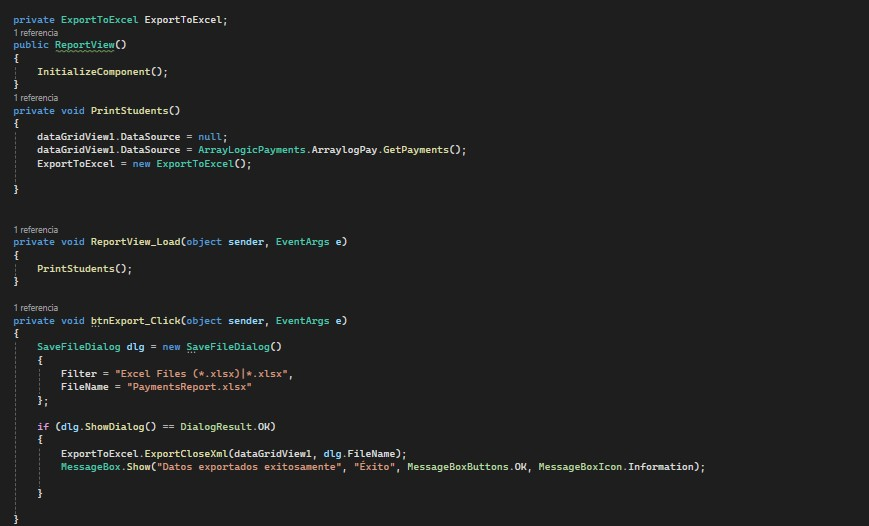 private ExportToExcel ExportToExcel;
1 referencia
public ReportView()
{
    InitializeComponent();
}
1 referencia
private void PrintStudents()
{
    dataGridView1.DataSource = null;
    dataGridView1.DataSource = ArrayLogicPayments.ArraylogPay.GetPayments();
    ExportToExcel = new ExportToExcel();
}
1 referencia
private void ReportView_Load(object sender, EventArgs e)
{
    PrintStudents();
}
1 referencia
private void btnExport_Click(object sender, EventArgs e)
{
    SaveFileDialog dlg = new SaveFileDialog()
    {
        Filter = "Excel Files (*.xlsx)|*.xlsx",
        FileName = "PaymentsReport.xlsx"
    };
    if (dlg.ShowDialog() == DialogResult.OK)
    {
        ExportToExcel.ExportCloseXml(dataGridView1, dlg.FileName);
        MessageBox.Show("Datos exportados exitosamente", "Éxito", MessageBoxButtons.OK, MessageBoxIcon.Information);
    }
}